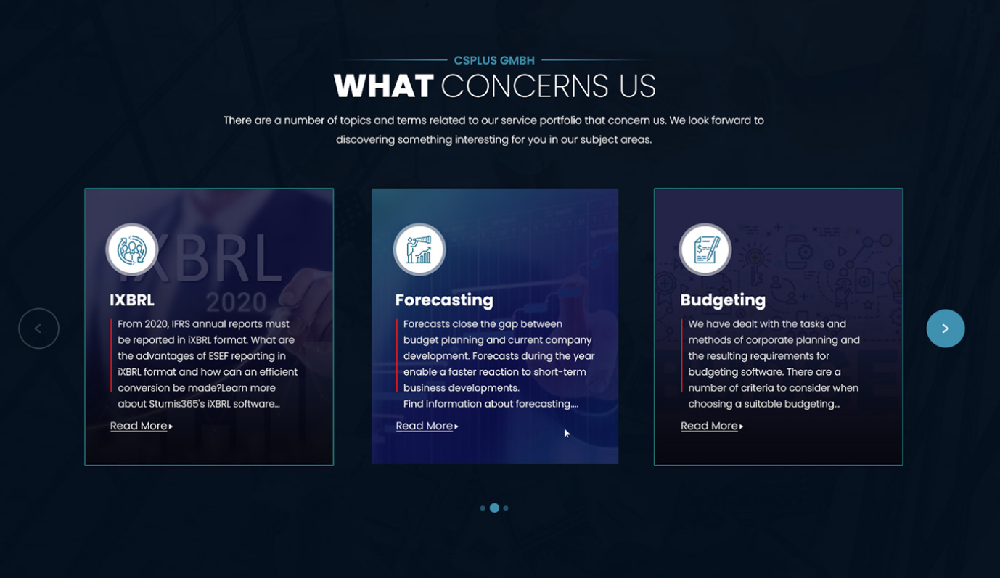 CSPLUS GMBH
WHAT CONCERNS US
There are a number of topics and terms related to our service portfolio that concern us. We look forward to
discovering something interesting for you in our subject areas.
iXBRL
2020
IXBRL
From 2020, IFRS annual reports must
be reported in iXBRL format. What are
the advantages of ESEF reporting in
iXBRL format and how can an efficient
conversion be made?Learn more
about Sturnis365's iXBRL software...
Read More
Forecasting
Forecasts close the gap between
budget planning and current company
development. Forecasts during the year
enable a faster reaction to short-term
business developments.
Find information about forecasting....
Read More
Budgeting
We have dealt with the tasks and
methods of corporate planning and
the resulting requirements for
budgeting software. There are a
number of criteria to consider when
choosing a suitable budgeting...
Read More